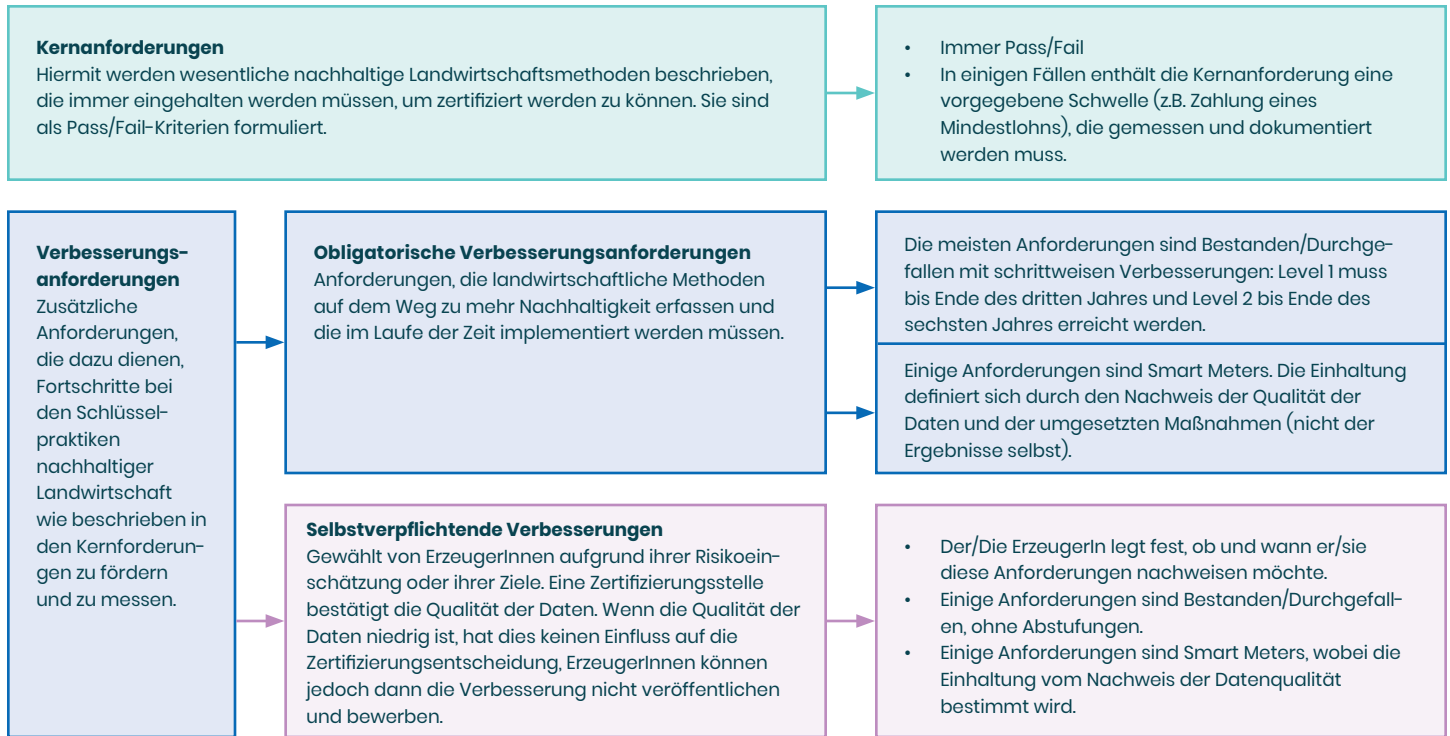 Kernanforderungen
Hiermit werden wesentliche nachhaltige Landwirtschaftsmethoden beschrieben,
die immer eingehalten werden müssen, um zertifiziert werden zu können. Sie sind
als Pass/Fail-Kriterien formuliert.
• Immer Pass/Fail
• In einigen Fällen enthält die Kernanforderung eine
vorgegebene Schwelle (z.B. Zahlung eines
Mindestlohns), die gemessen und dokumentiert
werden muss.
Verbesserungs-
anforderungen
Zusätzliche
Anforderungen,
die dazu dienen,
Fortschritte bei
den Schlüssel-
praktiken
nachhaltiger
Landwirtschaft
wie beschrieben in
den Kernforderun-
gen zu fördern
und zu messen.
Obligatorische Verbesserungsanforderungen
Anforderungen, die landwirtschaftliche Methoden
auf dem Weg zu mehr Nachhaltigkeit erfassen und
die im Laufe der Zeit implementiert werden müssen.
Die meisten Anforderungen sind Bestanden/Durchge-
fallen mit schrittweisen Verbesserungen: Level 1 muss
bis Ende des dritten Jahres und Level 2 bis Ende des
sechsten Jahres erreicht werden.
Einige Anforderungen sind Smart Meters. Die Einhaltung
definiert sich durch den Nachweis der Qualität der
Daten und der umgesetzten Maßnahmen (nicht der
Ergebnisse selbst).
Selbstverpflichtende Verbesserungen
Gewählt von ErzeugerInnen aufgrund ihrer Risikoein-
schätzung oder ihrer Ziele. Eine Zertifizierungsstelle
bestätigt die Qualität der Daten. Wenn die Qualität der
Daten niedrig ist, hat dies keinen Einfluss auf die
Zertifizierungsentscheidung, ErzeugerInnen können
jedoch dann die Verbesserung nicht veröffentlichen
und bewerben.
• Der/Die ErzeugerIn legt fest, ob und wann er/sie
diese Anforderungen nachweisen möchte.
• Einige Anforderungen sind Bestanden/Durchgefall-
en, ohne Abstufungen.
• Einige Anforderungen sind Smart Meters, wobei die
Einhaltung vom Nachweis der Datenqualität
bestimmt wird.